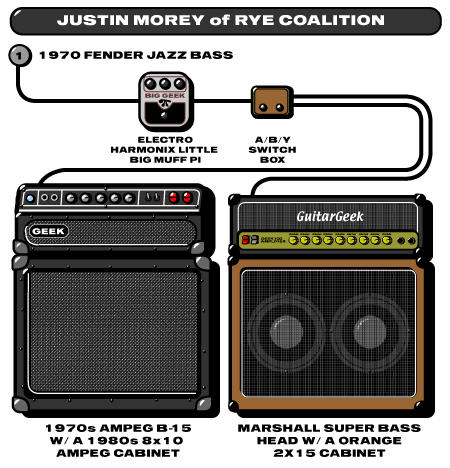 JUSTIN MOREY of RYE COALITION
1 1970 FENDER JAZZ BASS
BIG GEEK
ELECTRO
HARMONIX LITTLE
BIG MUFF PI
A/B/Y
SWITCH
BOX
GEEK
GuitarGeek
1970s AMPEG B-15
W/ A 1980s 8x10
AMPEG CABINET
MARSHALL SUPER BASS
HEAD W/ A ORANGE
2X15 CABINET